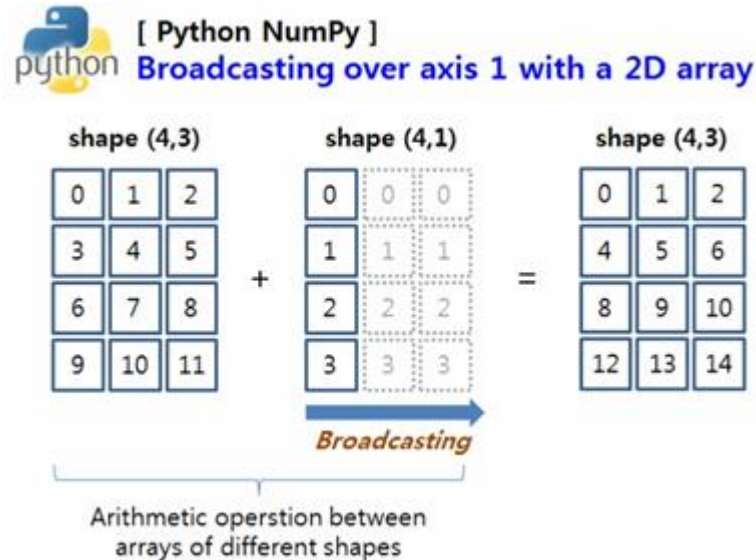 [ Python NumPy ]
python Broadcasting over axis 1 with a 2D array
shape (4,3) shape (4,1) shape (4,3)
0 1 2 0 0 0 0 1 2
3 4 5 1 1 1 4 5 6
+ =
6 7 8 2 2 2 8 9 10
9 10 11 3 3 3 12 13 14
Broadcasting
Arithmetic operstion between
arrays of different shapes